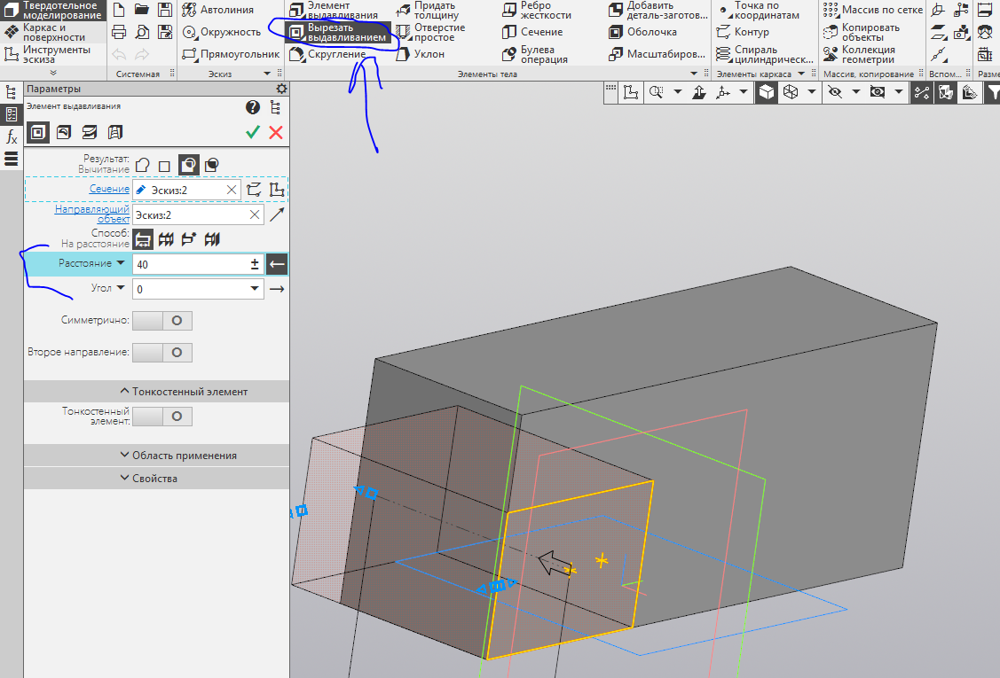 Твердотельное моделирование
Каркас и поверхности
Инструменты эскиза
Системная
Автолиния
Окружность
Прямоугольник
Эскиз
Элемент выдавливания
Вырезать выдавливанием
Скругление
Придать толщину
Отверстие простое
Уклон
Ребро жесткости
Сечение
Булева операция
Добавить деталь-заготов...
Оболочка
Масштабиров...
Элементы тела
Точка по координатам
Контур
Спираль цилиндрическ...
Элементы каркаса
Массив по сетке
Копировать объекты
Коллекция геометрии
Массив, копирование
Вспом...
Разме
Параметры
Элемент выдавливания
Результат:
Вычитание
Сечение
Эскиз:2
Направляющий объект
Эскиз:2
Способ:
На расстояние
Расстояние
40
Угол
0
Симметрично:
Второе направление:
Тонкостенный элемент
Тонкостенный элемент:
Область применения
Свойства